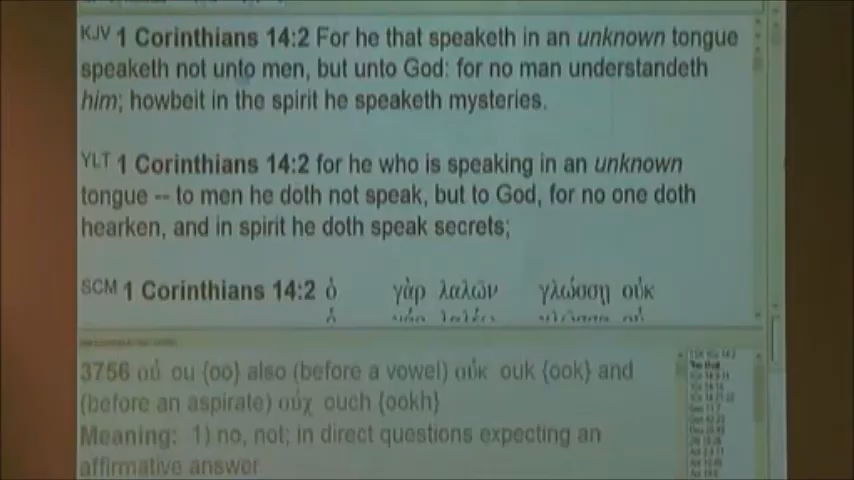 KJV 1 Corinthians 14:2 For he that speaketh in an unknown tongue
speaketh not unto men, but unto God: for no man understandeth
him; howbeit in the spirit he speaketh mysteries.
YLT 1 Corinthians 14:2 for he who is speaking in an unknown
tongue -- to men he doth not speak, but to God, for no one doth
hearken, and in spirit he doth speak secrets;
SCM 1 Corinthians 14:2 ὁ γὰρ λαλῶν γλώσσῃ οὐκ
3756 οὐ ou {oo} also (before a vowel) οὐκ ouk {ook} and
(before an aspirate) οὐχ ouch {ookh}
Meaning: 1) no, not; in direct questions expecting an
affirmative answer